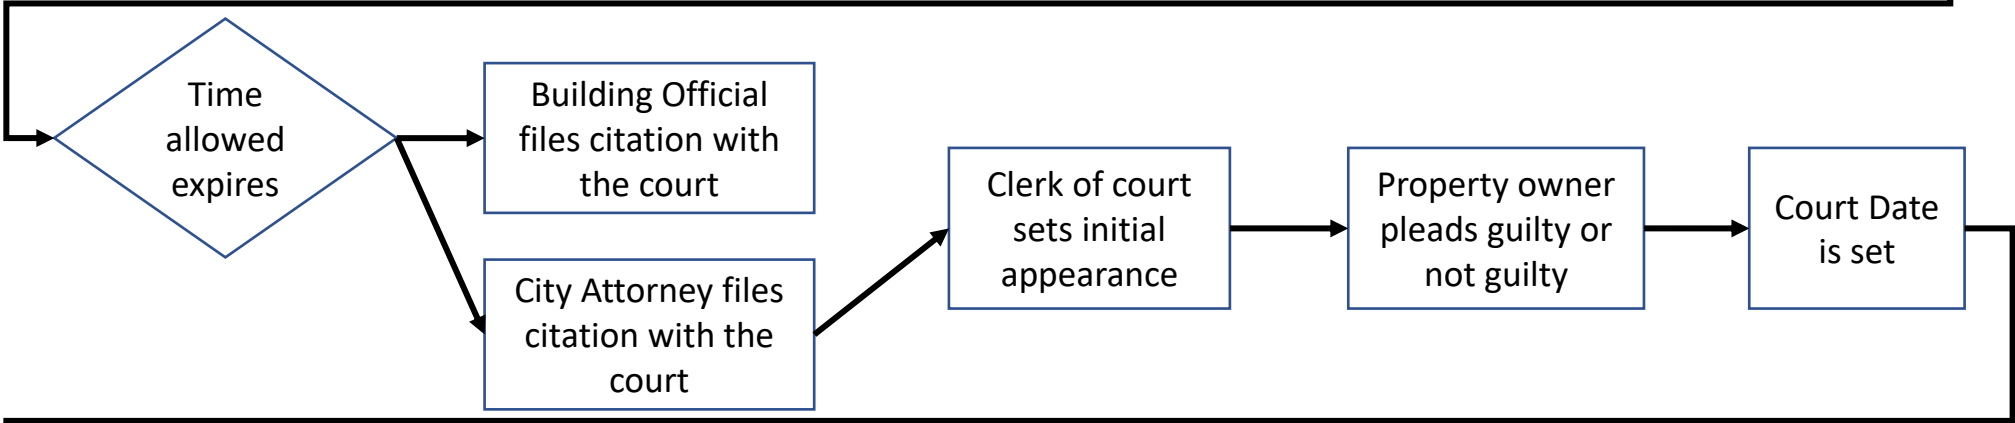 Time
allowed
expires
Building Official
files citation with
the court
City Attorney files
citation with the
court
Clerk of court
sets initial
appearance
Property owner
pleads guilty or
not guilty
Court Date
is set